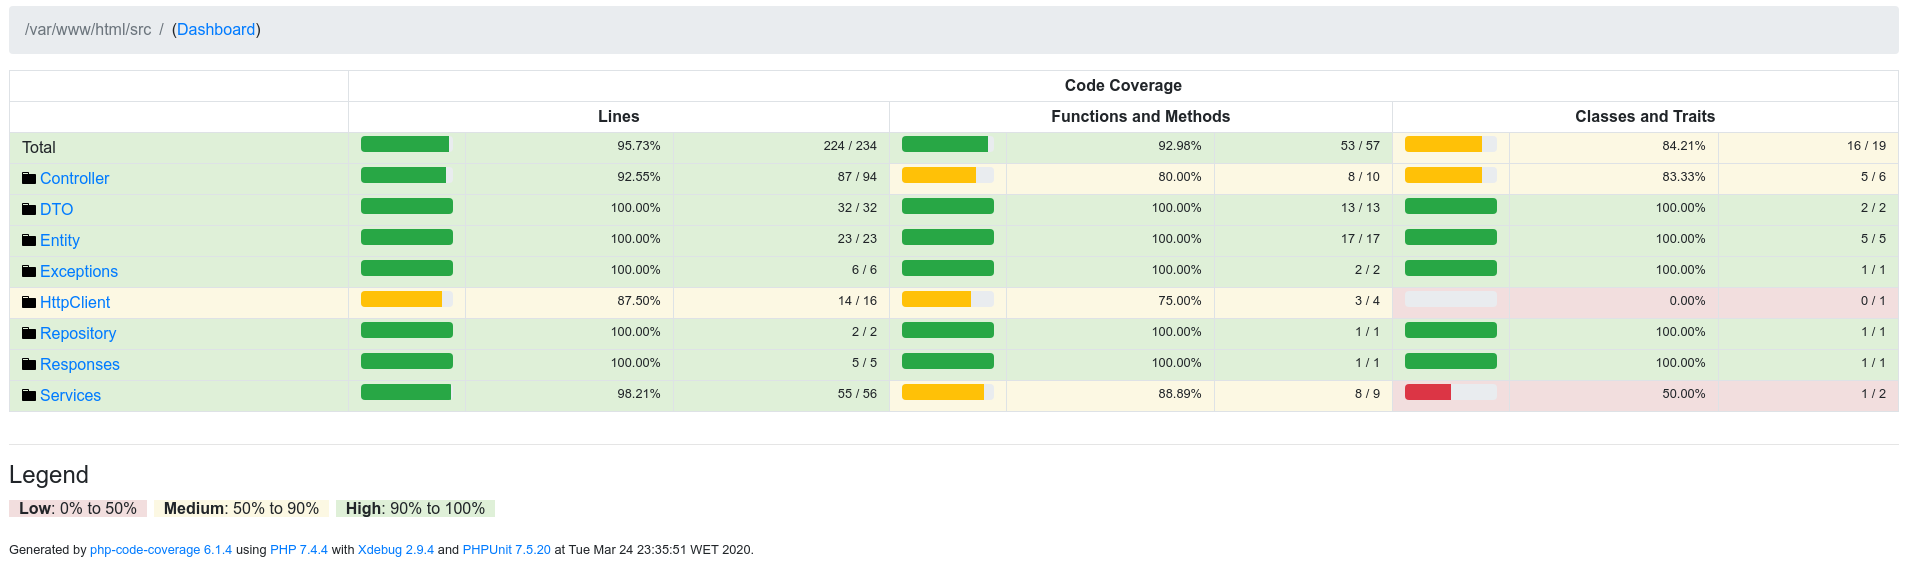 /var/www/html/src / (Dashboard)
Code Coverage
Lines Functions and Methods Classes and Traits
Total 95.73% 224 / 234 92.98% 53 / 57 84.21% 16 / 19
Controller 92.55% 87 / 94 80.00% 8 / 10 83.33% 5 / 6
DTO 100.00% 32 / 32 100.00% 13 / 13 100.00% 2 / 2
Entity 100.00% 23 / 23 100.00% 17 / 17 100.00% 5 / 5
Exceptions 100.00% 6 / 6 100.00% 2 / 2 100.00% 1 / 1
HttpClient 87.50% 14 / 16 75.00% 3 / 4 0.00% 0 / 1
Repository 100.00% 2 / 2 100.00% 1 / 1 100.00% 1 / 1
Responses 100.00% 5 / 5 100.00% 1 / 1 100.00% 1 / 1
Services 98.21% 55 / 56 88.89% 8 / 9 50.00% 1 / 2
Legend
Low: 0% to 50% Medium: 50% to 90% High: 90% to 100%
Generated by php-code-coverage 6.1.4 using PHP 7.4.4 with Xdebug 2.9.4 and PHPUnit 7.5.20 at Tue Mar 24 23:35:51 WET 2020.